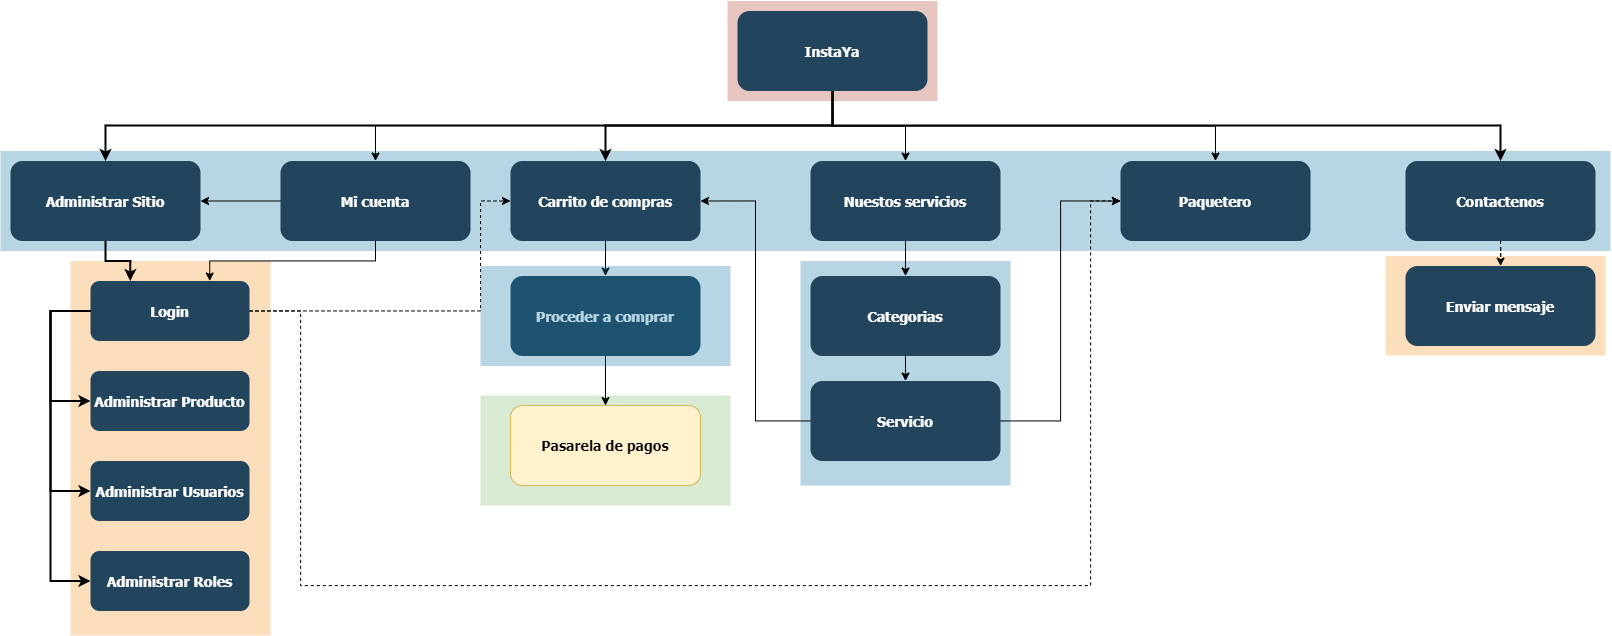 InstaYa
Administrar Sitio
Mi cuenta
Carrito de compras
Nuestos servicios
Paquetero
Contactenos
Login
Proceder a comprar
Categorias
Enviar mensaje
Administrar Producto
Servicio
Pasarela de pagos
Administrar Usuarios
Administrar Roles